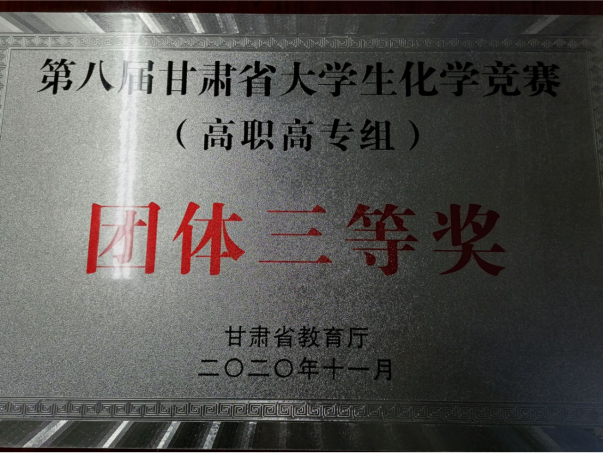 第八届甘肃省大学生化学竞赛
（高职高专组）
团体三等奖
甘肃省教育厅
二〇二〇年十一月